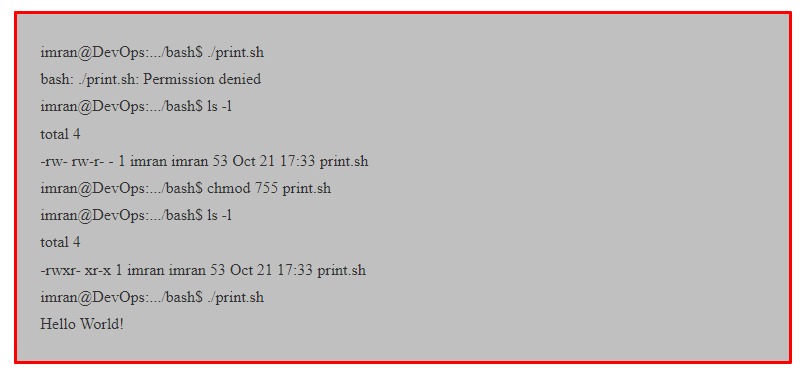 imran@DevOps:.../bash$ ./print.sh
bash: ./print.sh: Permission denied
imran@DevOps:.../bash$ ls -l
total 4
-rw- rw-r- - 1 imran imran 53 Oct 21 17:33 print.sh
imran@DevOps:.../bash$ chmod 755 print.sh
imran@DevOps:.../bash$ ls -l
total 4
-rwxr- xr-x 1 imran imran 53 Oct 21 17:33 print.sh
imran@DevOps:.../bash$ ./print.sh
Hello World!